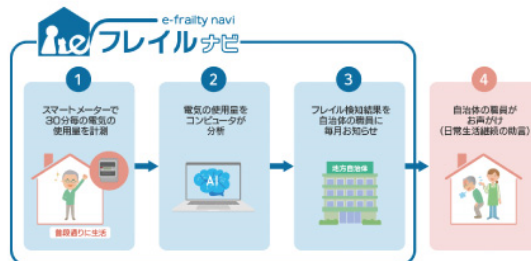 e-frailty navi
フレイルナビ
1
スマートメーターで
30分毎の電気の
使用量を計測
普段通りに生活
2
電気の使用量を
コンピュータが
分析
AI
3
フレイル検知結果を
自治体の職員に
毎月お知らせ
地方自治体
4
自治体の職員が
お声がけ
(日常生活継続の助言)